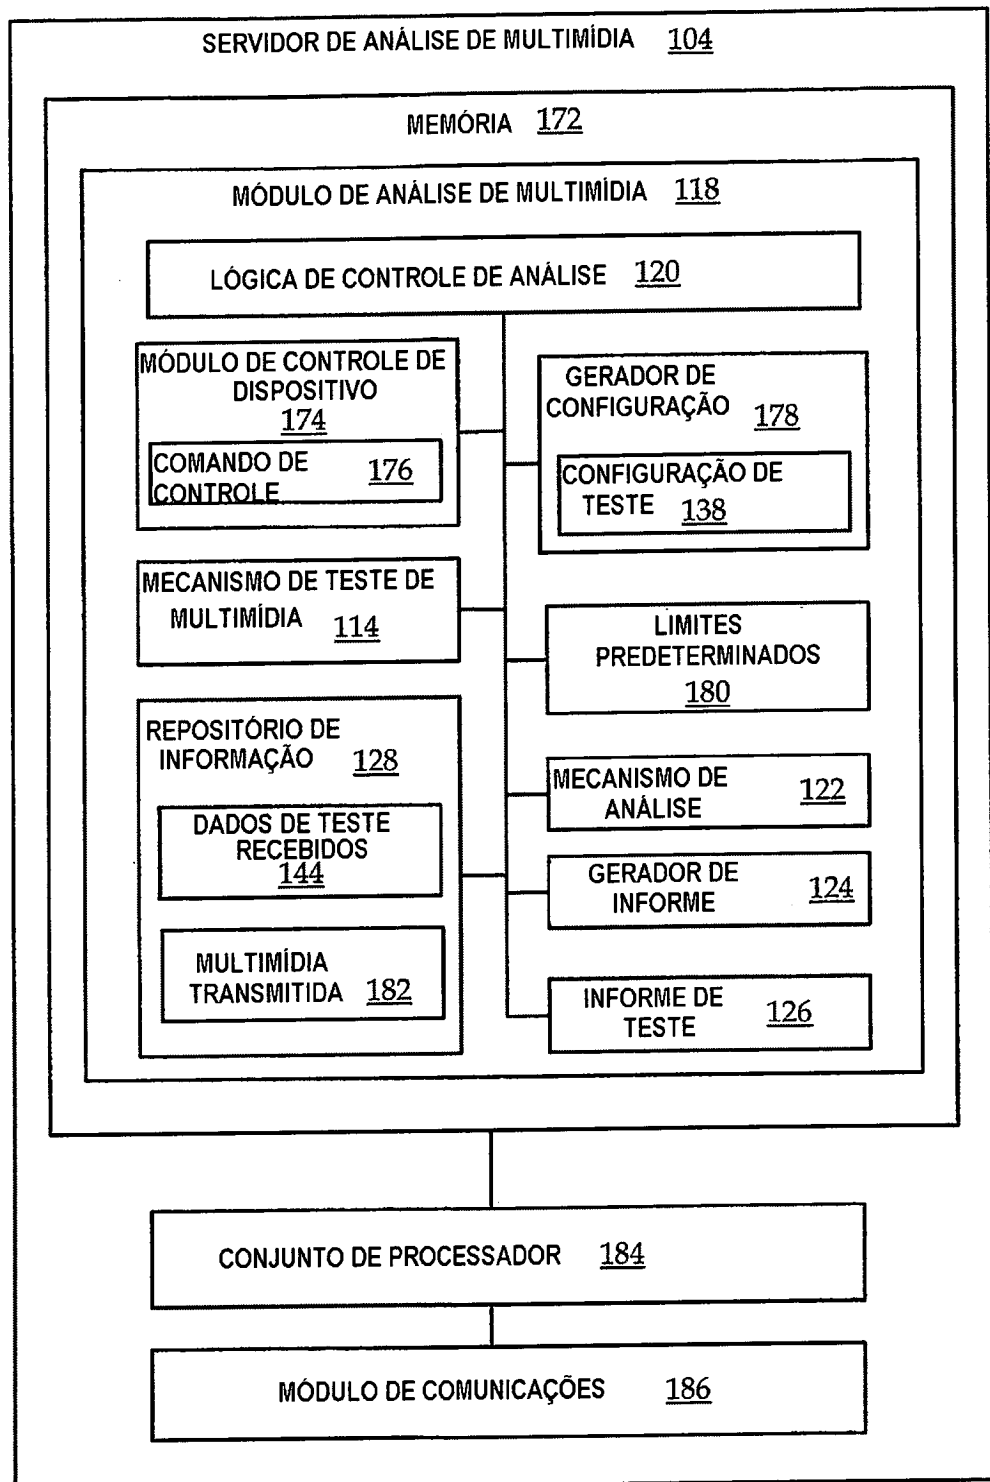 SERVIDOR DE ANÁLISE DE MULTIMÍDIA 104
MEMÓRIA 172
MÓDULO DE ANÁLISE DE MULTIMÍDIA 118
LÓGICA DE CONTROLE DE ANÁLISE 120
MÓDULO DE CONTROLE DE
DISPOSITIVO
174
COMANDO DE
CONTROLE 176
MECANISMO DE TESTE DE
MULTIMÍDIA 114
REPOSITÓRIO DE
INFORMAÇÃO 128
DADOS DE TESTE
RECEBIDOS
144
MULTIMÍDIA
TRANSMITIDA 182
GERADOR DE
CONFIGURAÇÃO 178
CONFIGURAÇÃO DE
TESTE 138
LIMITES
PREDETERMINADOS
180
MECANISMO DE
ANÁLISE 122
GERADOR DE
INFORME 124
INFORME DE
TESTE 126
CONJUNTO DE PROCESSADOR 184
MÓDULO DE COMUNICAÇÕES 186